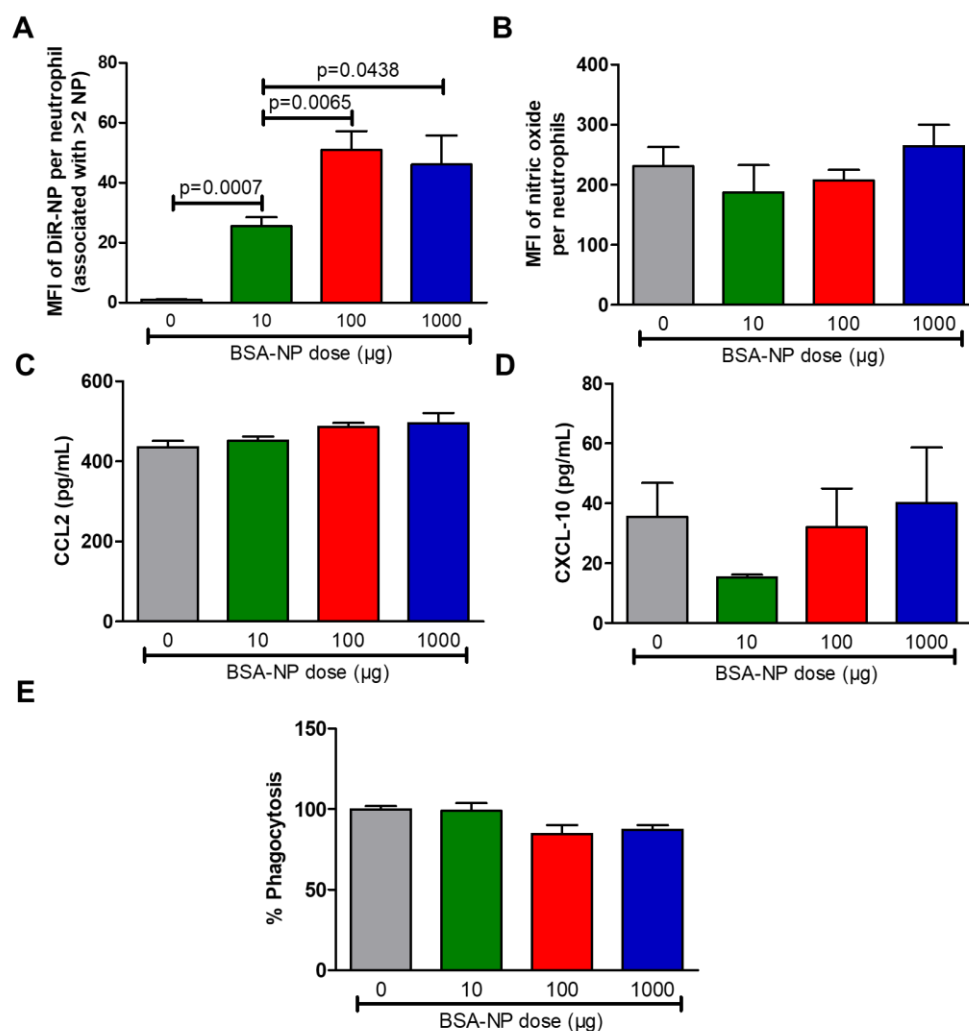 A
MFI of DiR-NP per neutrophil
(associated with >2 NP)
80
60
40
20
0
p=0.0438
p=0.0065
p=0.0007
0 10 100 1000
BSA-NP dose (µg)
B
MFI of nitric oxide
per neutrophils
400
300
200
100
0
0 10 100 1000
BSA-NP dose (µg)
C
CCL2 (pg/mL)
600
400
200
0
0 10 100 1000
BSA-NP dose (µg)
D
CXCL-10 (pg/mL)
80
60
40
20
0
0 10 100 1000
BSA-NP dose (µg)
E
% Phagocytosis
150
100
50
0
0 10 100 1000
BSA-NP dose (µg)